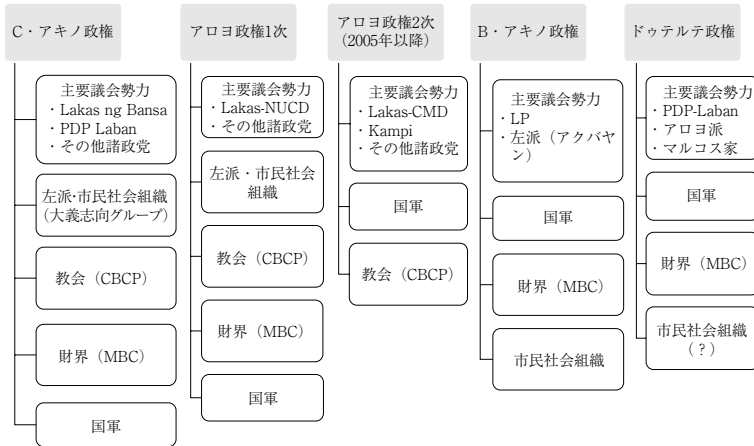 C・アキノ政権
主要議会勢力
・Lakas ng Bansa
・PDP Laban
・その他諸政党
左派・市民社会組織
(大義志向グループ)
教会（CBCP）
財界（MBC）
国軍
アロヨ政権1次
主要議会勢力
・Lakas-NUCD
・その他諸政党
左派・市民社会
組織
教会（CBCP）
財界（MBC）
国軍
アロヨ政権2次
(2005年以降)
主要議会勢力
・Lakas-CMD
・Kampi
・その他諸政党
国軍
教会（CBCP）
B・アキノ政権
主要議会勢力
・LP
・左派（アクバヤ
ン）
国軍
財界（MBC）
市民社会組織
ドゥテルテ政権
主要議会勢力
・PDP-Laban
・アロヨ派
・マルコス家
国軍
財界（MBC）
市民社会組織
（？）